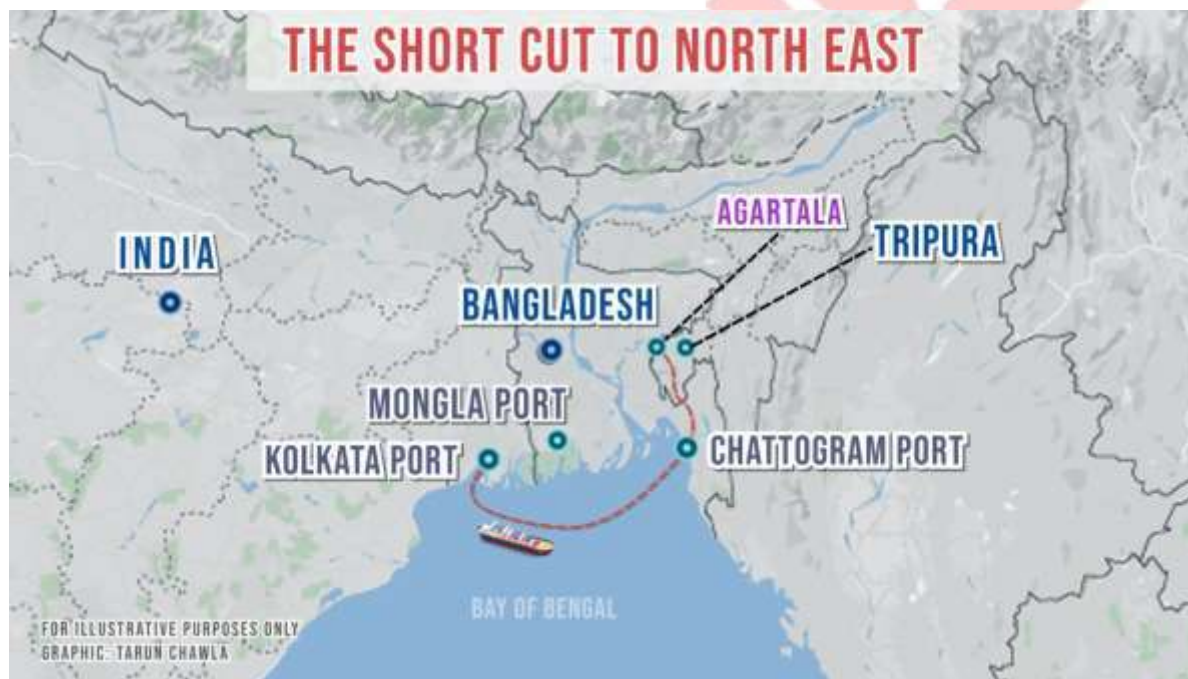 THE SHORT CUT TO NORTH EAST
AGARTALA
TRIPURA
INDIA
BANGLADESH
MONGLA PORT
KOLKATA PORT
CHATTOGRAM PORT
BAY OF BENGAL
FOR ILLUSTRATIVE PURPOSES ONLY
GRAPHIC: TARUN CHAWLA